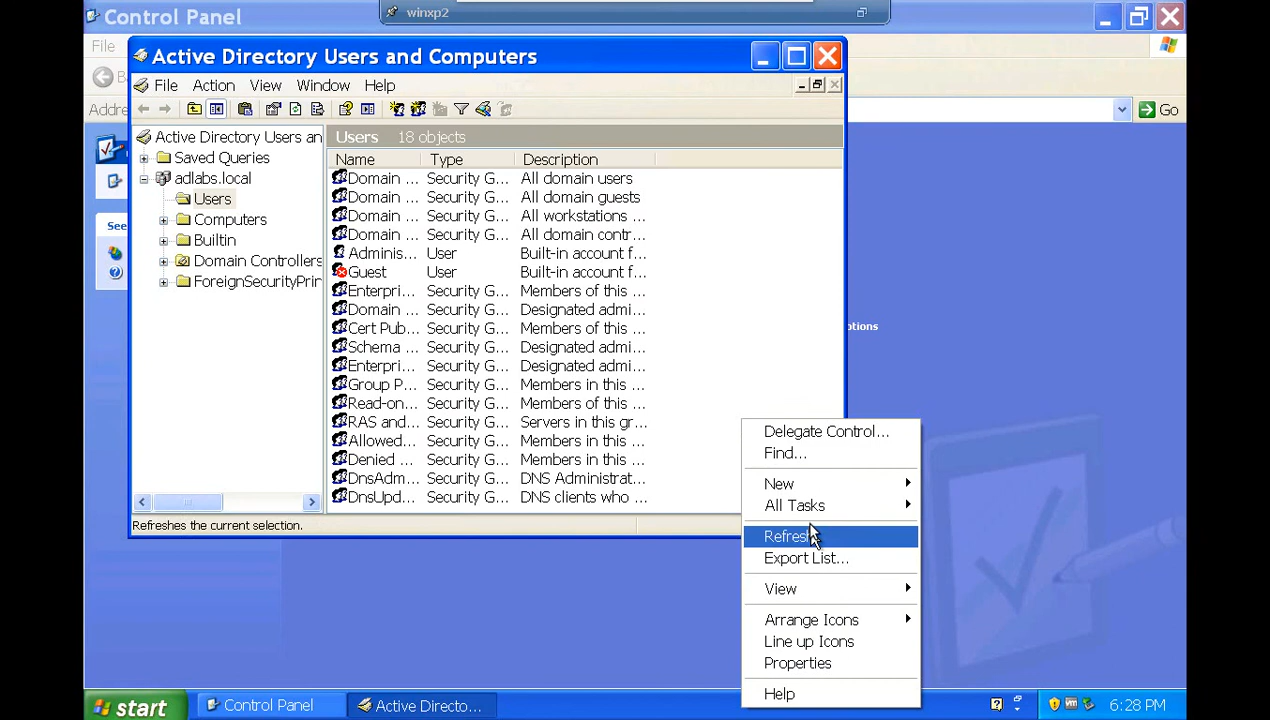 Control Panel
winxp2
File
Active Directory Users and Computers
File Action View Window Help
Addre
Go
Active Directory Users an
Saved Queries
adlabs.local
Users
Computers
Builtin
Domain Controllers
ForeignSecurityPrin
See
Users 18 objects
Name Type Description
Domain ... Security G... All domain users
Domain ... Security G... All domain guests
Domain ... Security G... All workstations ...
Domain ... Security G... All domain contr...
Adminis... User Built-in account f...
Guest User Built-in account f...
Enterpri... Security G... Members of this ...
Domain ... Security G... Designated admi...
Cert Pub... Security G... Members of this ...
Schema ... Security G... Designated admi...
Enterpri... Security G... Designated admi...
Group P... Security G... Members in this ...
Read-on... Security G... Members of this ...
RAS and... Security G... Servers in this gr...
Allowed... Security G... Members in this ...
Denied ... Security G... Members in this ...
DnsAdm... Security G... DNS Administrat...
DnsUpd... Security G... DNS clients who ...
ptions
Refreshes the current selection.
Delegate Control...
Find...
New
All Tasks
Refresh
Export List...
View
Arrange Icons
Line up Icons
Properties
Help
start
Control Panel
Active Directo...
6:28 PM